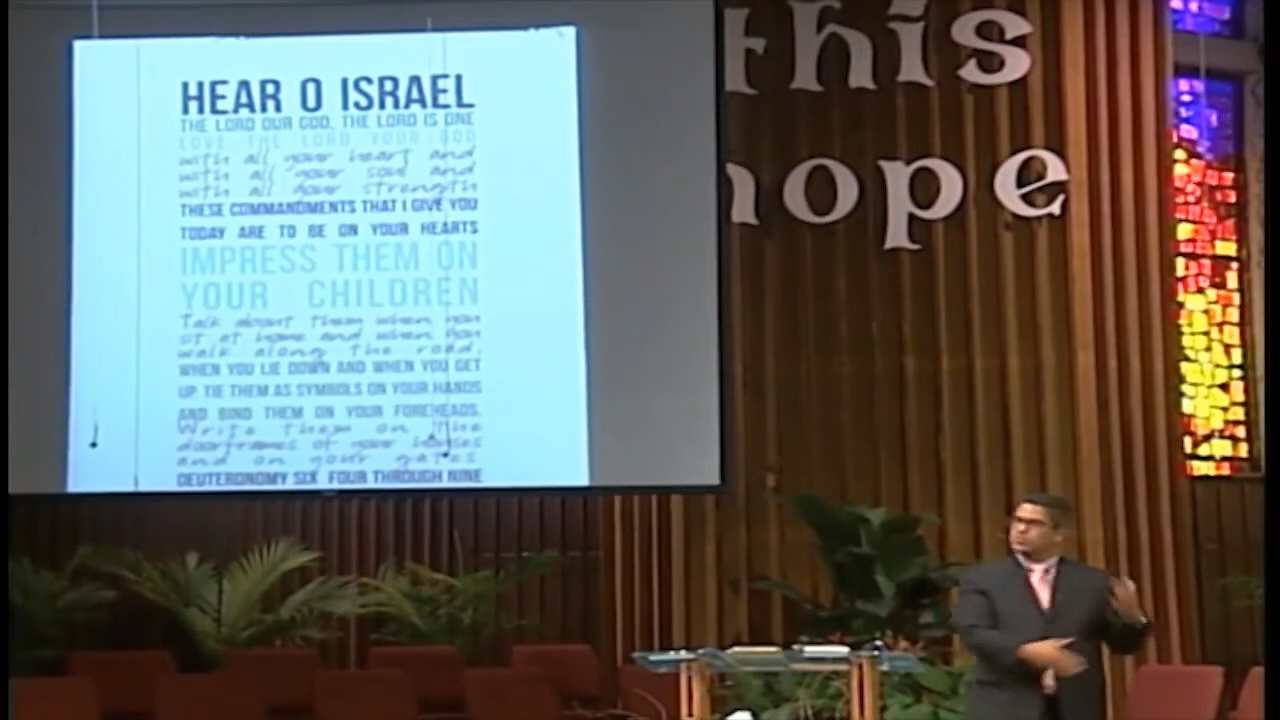 HEAR O ISRAEL
THE LORD OUR GOD, THE LORD IS ONE
LOVE THE LORD YOUR GOD
with all your heart and
with all your soul and
with all your strength
THESE COMMANDMENTS THAT I GIVE YOU
TODAY ARE TO BE ON YOUR HEARTS
IMPRESS THEM ON
YOUR CHILDREN
Talk about them when you
sit at home and when you
walk along the road,
WHEN YOU LIE DOWN AND WHEN YOU GET
UP. TIE THEM AS SYMBOLS ON YOUR HANDS
AND BIND THEM ON YOUR FOREHEADS.
Write them on the
doorframes of your houses
and on your gates
DEUTERONOMY SIX FOUR THROUGH NINE
this
hope